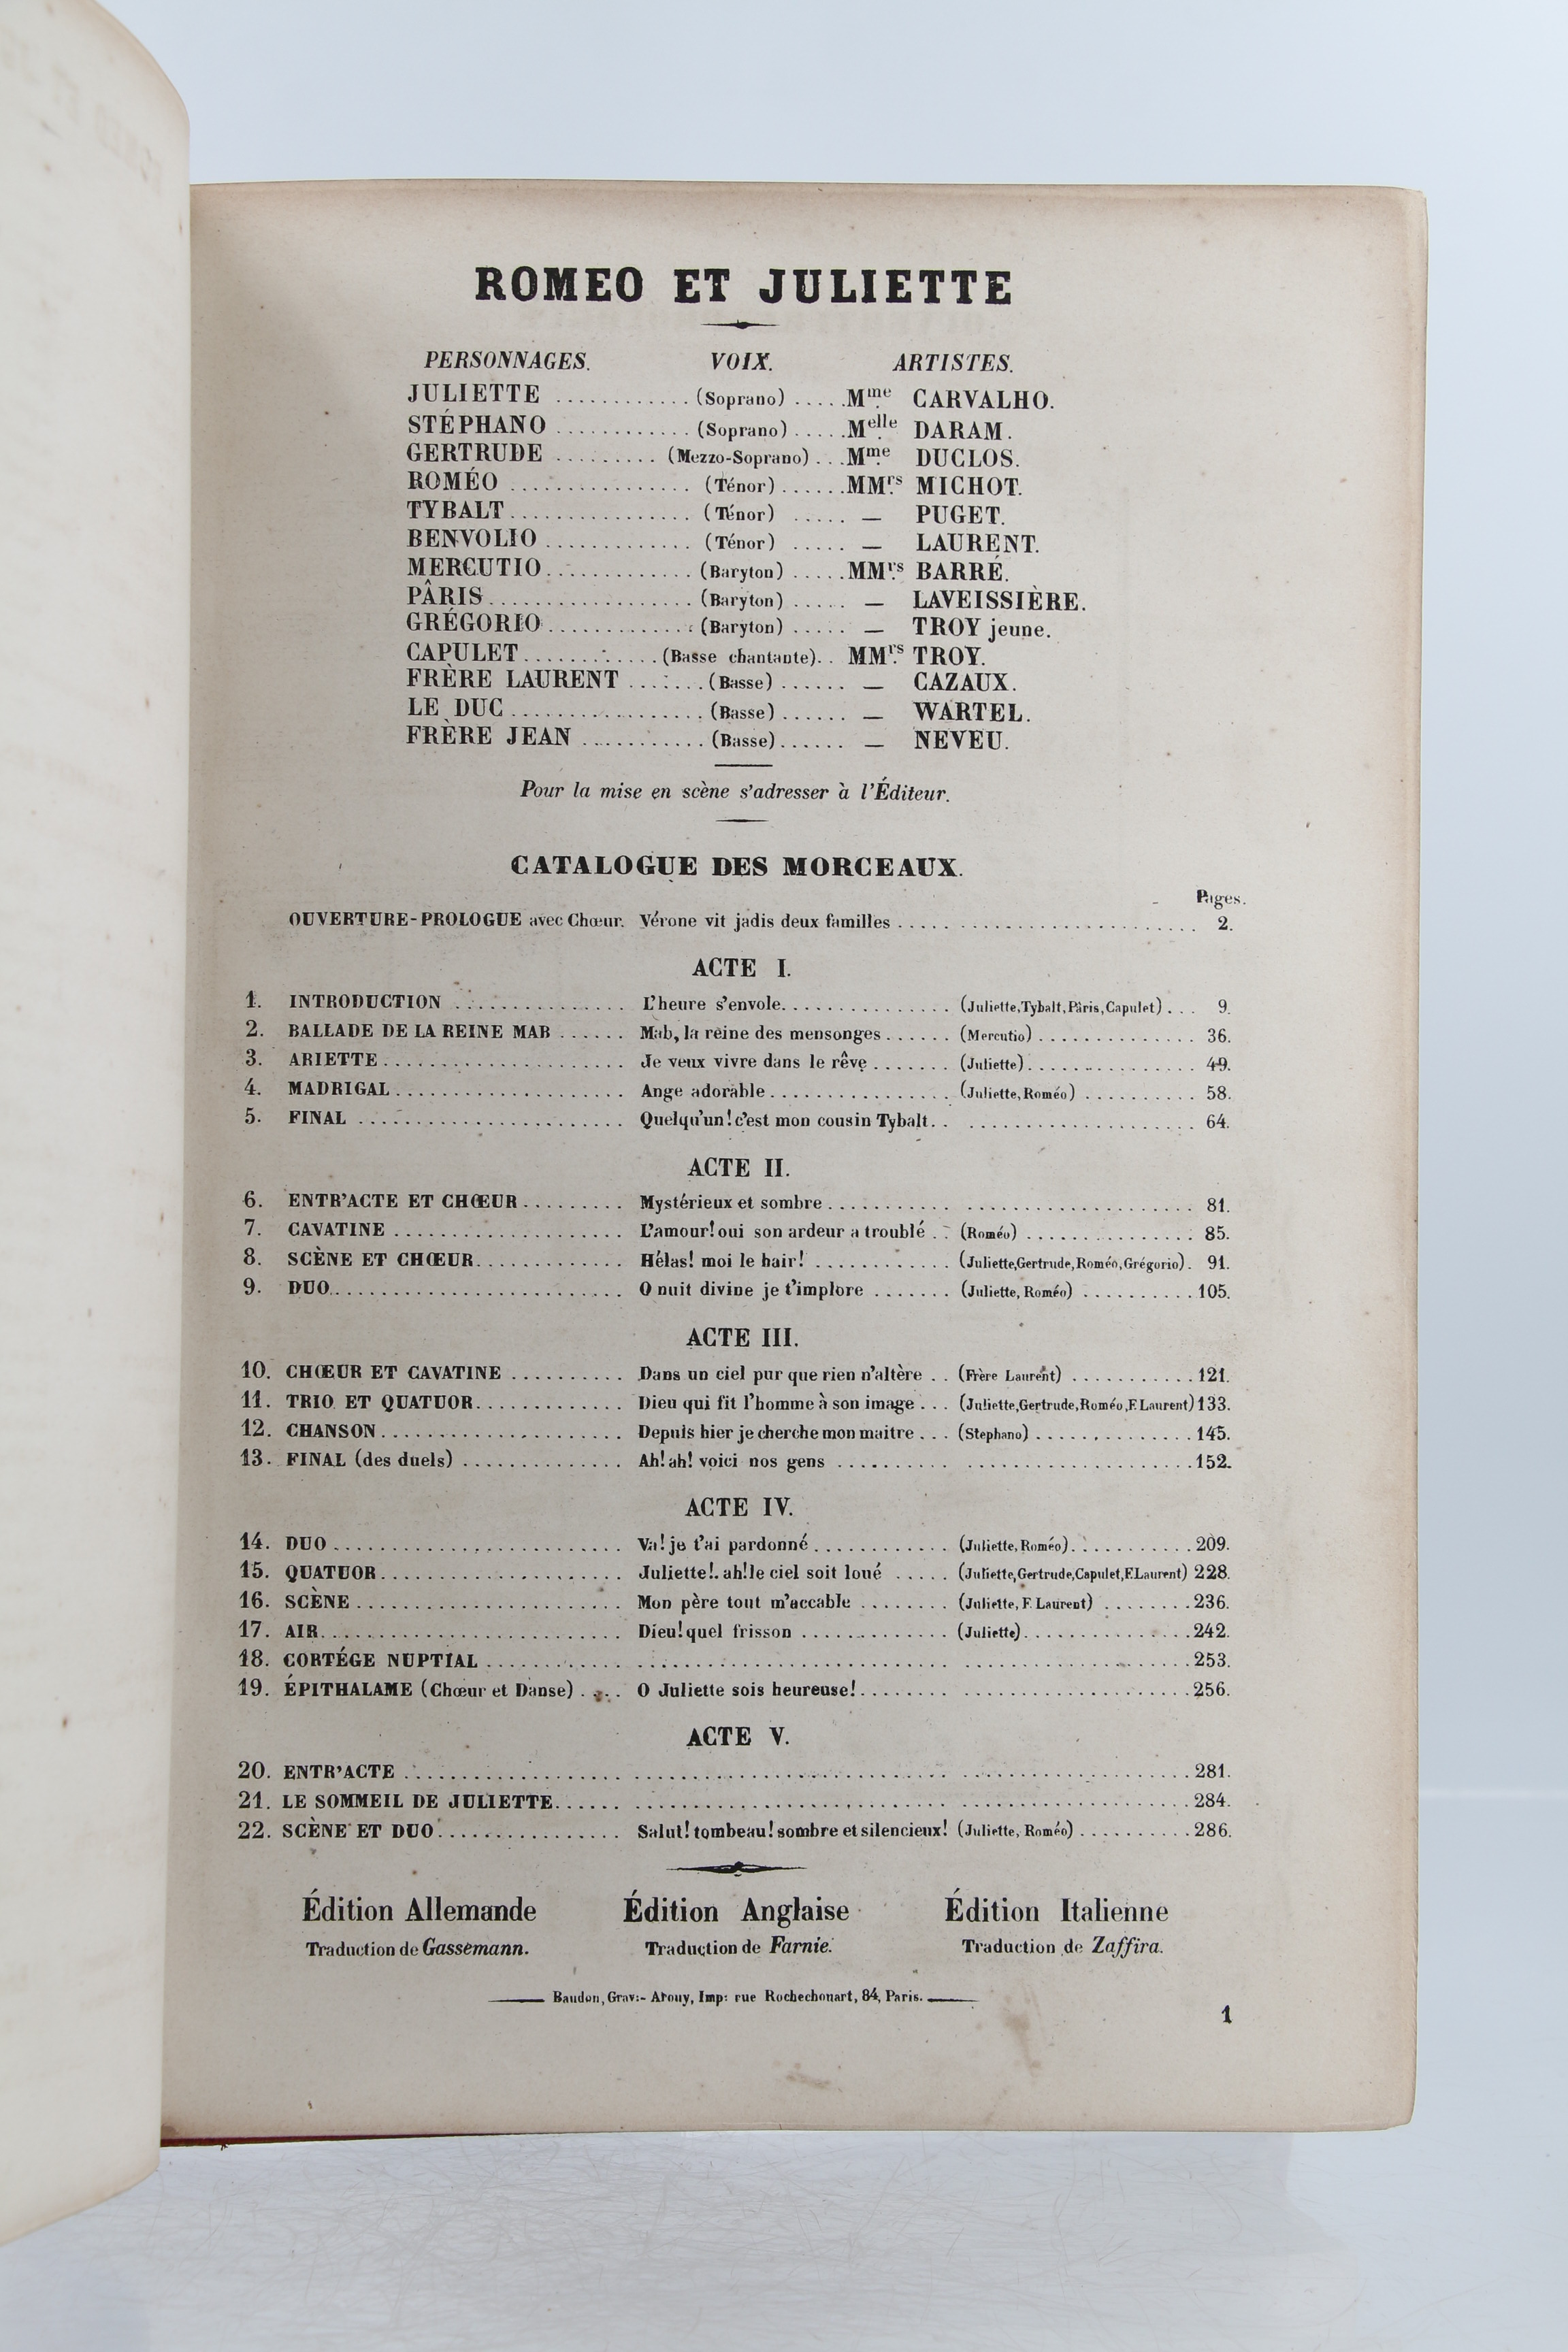 ROMEO ET JULIETTE
PERSONNAGES. VOIX. ARTISTES.
JULIETTE ............ (Soprano) ..... Mme CARVALHO.
STÉPHANO ............ (Soprano) ..... Melle DARAM.
GERTRUDE ......... (Mezzo-Soprano) ... Mme DUCLOS.
ROMÉO ................ (Ténor) ...... MMrs MICHOT.
TYBALT ................ (Ténor) ..... — PUGET.
BENVOLIO ............. (Ténor) ..... — LAURENT.
MERCUTIO ............. (Baryton) ..... MMrs BARRÉ.
PÂRIS .................. (Baryton) ..... — LAVEISSIÈRE.
GRÉGORIO ............. (Baryton) ..... — TROY jeune.
CAPULET ............ (Basse chantante) .. MMrs TROY.
FRÈRE LAURENT ....... (Basse) ...... — CAZAUX.
LE DUC ................. (Basse) ...... — WARTEL.
FRÈRE JEAN ........... (Basse) ...... — NEVEU.
Pour la mise en scène s'adresser à l'Éditeur.
CATALOGUE DES MORCEAUX.
Pages.
OUVERTURE-PROLOGUE avec Chœur. Vérone vit jadis deux familles ............................ 2.
ACTE I.
1. INTRODUCTION ............... L'heure s'envole. .............. (Juliette, Tybalt, Pâris, Capulet) ... 9.
2. BALLADE DE LA REINE MAB ...... Mab, la reine des mensonges ...... (Mercutio) .............. 36.
3. ARIETTE ...................... Je veux vivre dans le rêve ....... (Juliette) ............... 49.
4. MADRIGAL .................... Ange adorable ................ (Juliette, Roméo) .......... 58.
5. FINAL ....................... Quelqu'un! c'est mon cousin Tybalt. . ..................... 64.
ACTE II.
6. ENTR'ACTE ET CHŒUR ......... Mystérieux et sombre ........... .................... 81.
7. CAVATINE .................... L'amour! oui son ardeur a troublé .. (Roméo) ............... 85.
8. SCÈNE ET CHŒUR ............. Hélas! moi le hair! ............ (Juliette, Gertrude, Roméo, Grégorio). 91.
9. DUO .......................... O nuit divine je t'implore ....... (Juliette, Roméo) .......... 105.
ACTE III.
10. CHŒUR ET CAVATINE .......... Dans un ciel pur que rien n'altère .. (Frère Laurent) ........... 121.
11. TRIO ET QUATUOR ............. Dieu qui fit l'homme à son image ... (Juliette, Gertrude, Roméo, F. Laurent) 133.
12. CHANSON ..................... Depuis hier je cherche mon maitre ... (Stephano) .............. 145.
13. FINAL (des duels) .............. Ah! ah! voici nos gens .......... .................... 152.
ACTE IV.
14. DUO .......................... Va! je t'ai pardonné ............ (Juliette, Roméo) ........... 209.
15. QUATUOR ..................... Juliette!. ah! le ciel soit loué ..... (Juliette, Gertrude, Capulet, F. Laurent) 228.
16. SCÈNE ........................ Mon père tout m'accable ........ (Juliette, F. Laurent) ........ 236.
17. AIR ........................... Dieu! quel frisson ............. (Juliette) ............... 242.
18. CORTÉGE NUPTIAL ............. ............................ .................... 253.
19. ÉPITHALAME (Chœur et Danse) .... O Juliette sois heureuse! ........ .................... 256.
ACTE V.
20. ENTR'ACTE .................... ............................ .................... 281.
21. LE SOMMEIL DE JULIETTE ...... ............................ .................... 284.
22. SCÈNE ET DUO ................ Salut! tombeau! sombre et silencieux! (Juliette, Roméo) .......... 286.
Édition Allemande Édition Anglaise Édition Italienne
Traduction de Gassemann. Traduction de Farnie. Traduction de Zaffira.
Baudon, Grav:- Arouy, Imp: rue Rochechouart, 84, Paris.
1